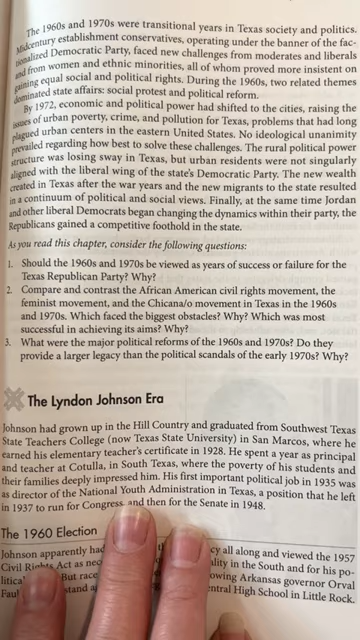 The 1960s and 1970s were transitional years in Texas society and politics.
Midcentury establishment conservatives, operating under the banner of the fac-
tionalized Democratic Party, faced new challenges from moderates and liberals
and from women and ethnic minorities, all of whom proved more insistent on
gaining equal social and political rights. During the 1960s, two related themes
dominated state affairs: social protest and political reform.
By 1972, economic and political power had shifted to the cities, raising the
issues of urban poverty, crime, and pollution for Texas, problems that had long
plagued urban centers in the eastern United States. No ideological unanimity
prevailed regarding how best to solve these challenges. The rural political power
structure was losing sway in Texas, but urban residents were not singularly
aligned with the liberal wing of the state's Democratic Party. The new wealth
created in Texas after the war years and the new migrants to the state resulted
in a continuum of political and social views. Finally, at the same time Jordan
and other liberal Democrats began changing the dynamics within their party, the
Republicans gained a competitive foothold in the state.
As you read this chapter, consider the following questions:
1. Should the 1960s and 1970s be viewed as years of success or failure for the
Texas Republican Party? Why?
2. Compare and contrast the African American civil rights movement, the
feminist movement, and the Chicana/o movement in Texas in the 1960s
and 1970s. Which faced the biggest obstacles? Why? Which was most
successful in achieving its aims? Why?
3. What were the major political reforms of the 1960s and 1970s? Do they
provide a larger legacy than the political scandals of the early 1970s? Why?
The Lyndon Johnson Era
Johnson had grown up in the Hill Country and graduated from Southwest Texas
State Teachers College (now Texas State University) in San Marcos, where he
earned his elementary teacher's certificate in 1928. He spent a year as principal
and teacher at Cotulla, in South Texas, where the poverty of his students and
their families deeply impressed him. His first important political job in 1935 was
as director of the National Youth Administration in Texas, a position that he left
in 1937 to run for Congress, and then for the Senate in 1948.
The 1960 Election
Johnson apparently had cy all along and viewed the 1957
Civil Rights Act as nec ality in the South and for his po-
litical But race owing Arkansas governor Orval
Faub stand a entral High School in Little Rock.